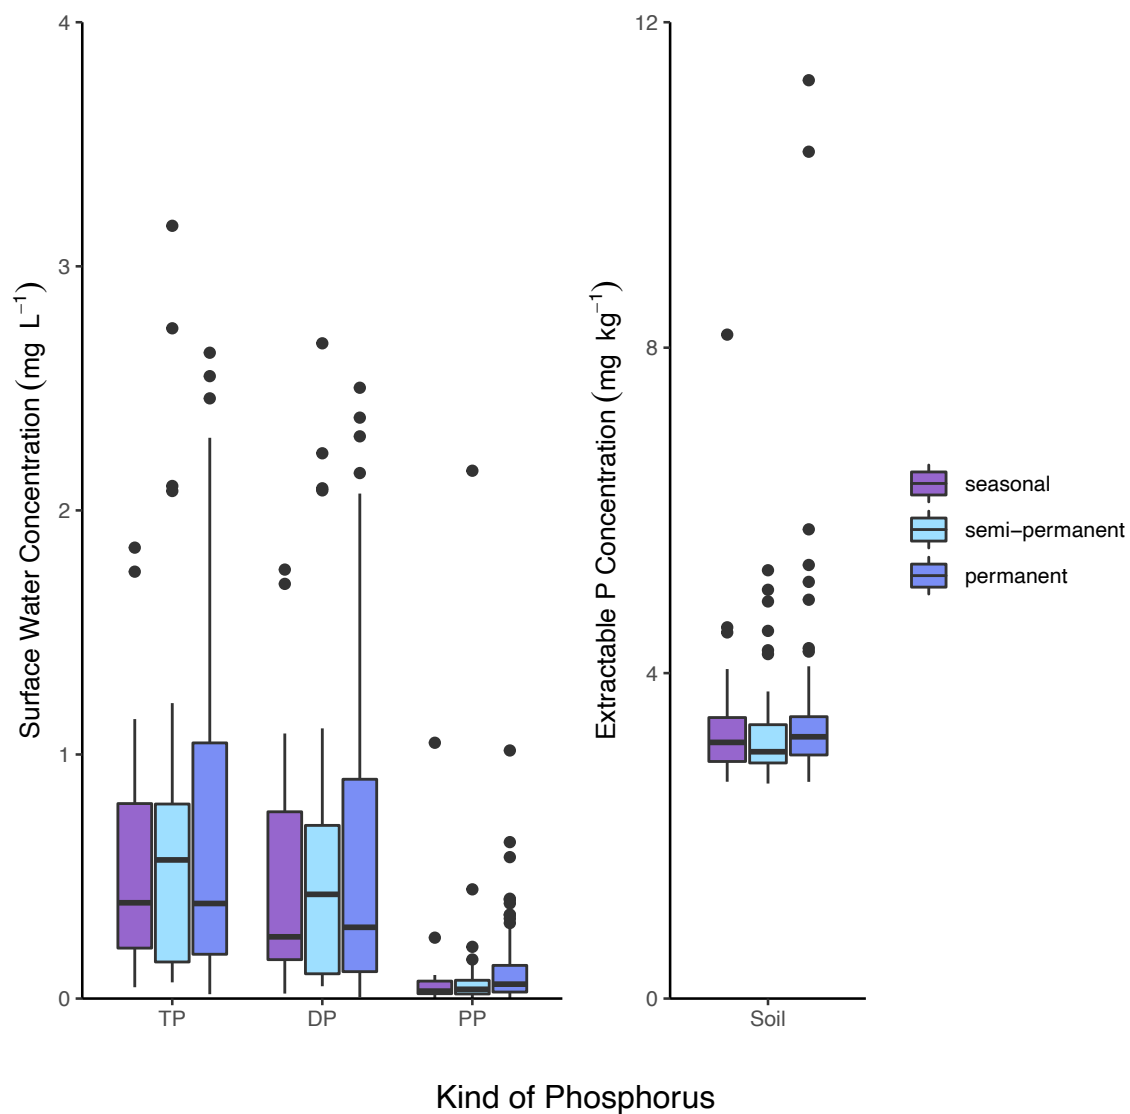 4
3
2
1
0
Surface Water Concentration (mg L⁻¹)
TP
DP
PP
12
8
4
0
Extractable P Concentration (mg kg⁻¹)
Soil
seasonal
semi−permanent
permanent
Kind of Phosphorus